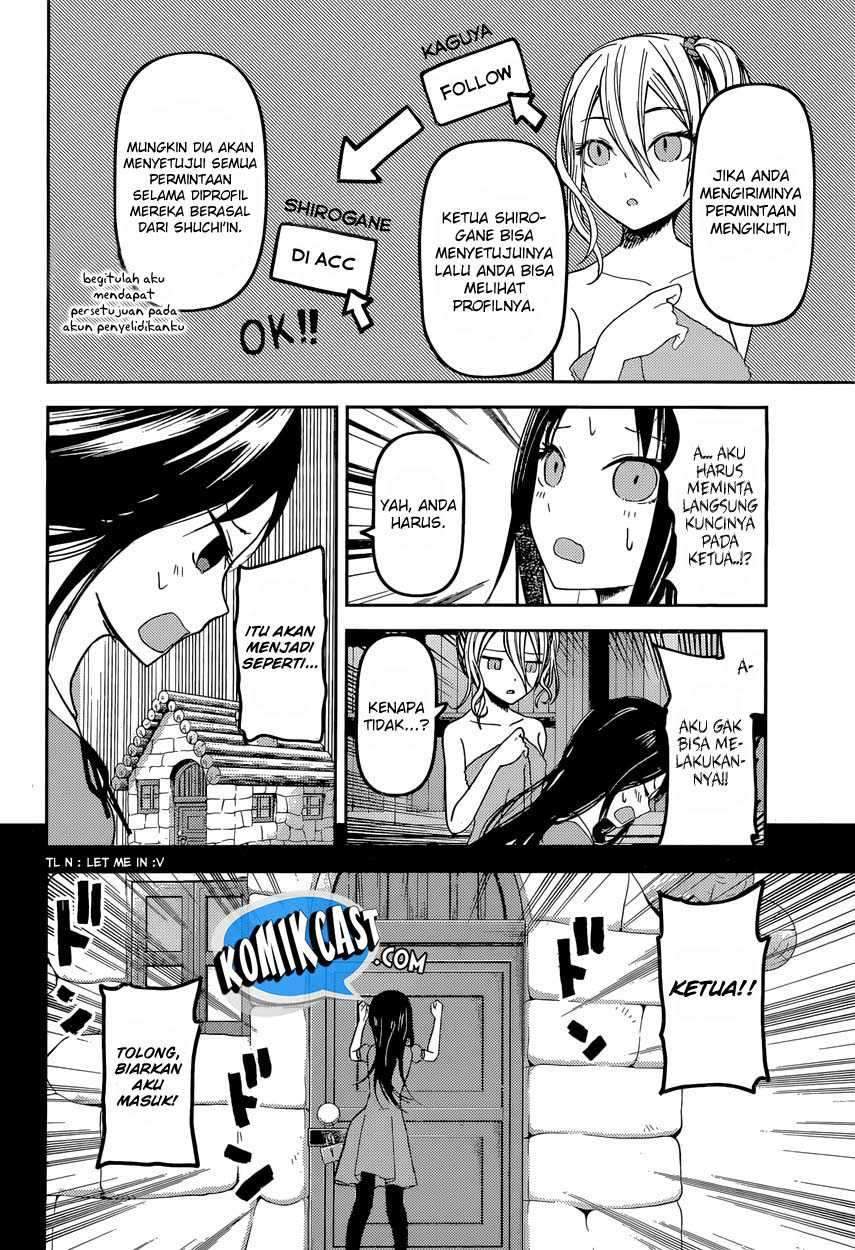 JIKA ANDA
MENGIRIMINYA
PERMINTAAN
MENGIKUTI,
KAGUYA
FOLLOW
KETUA SHIRO-
GANE BISA
MENYETUJUINYA
LALU ANDA BISA
MELIHAT
PROFILNYA.
SHIROGANE
DI ACC
OK!!
MUNGKIN DIA AKAN
MENYETUJUI SEMUA
PERMINTAAN
SELAMA DIPROFIL
MEREKA BERASAL
DARI SHUCHI'IN.
begitulah aku
mendapat
persetujuan pada
akun penyelidikanku
A... AKU
HARUS
MEMINTA
LANGSUNG
KUNCINYA
PADA
KETUA..!?
YAH, ANDA
HARUS.
A-
AKU GAK
BISA ME-
LAKUKAN-
NYA!!
KENAPA
TIDAK...?
ITU AKAN
MENJADI
SEPERTI...
TL N : LET ME IN :V
KETUA!!
ドンドン
ドンドン
KOMIKCAST
.COM
TOLONG,
BIARKAN
AKU
MASUK!